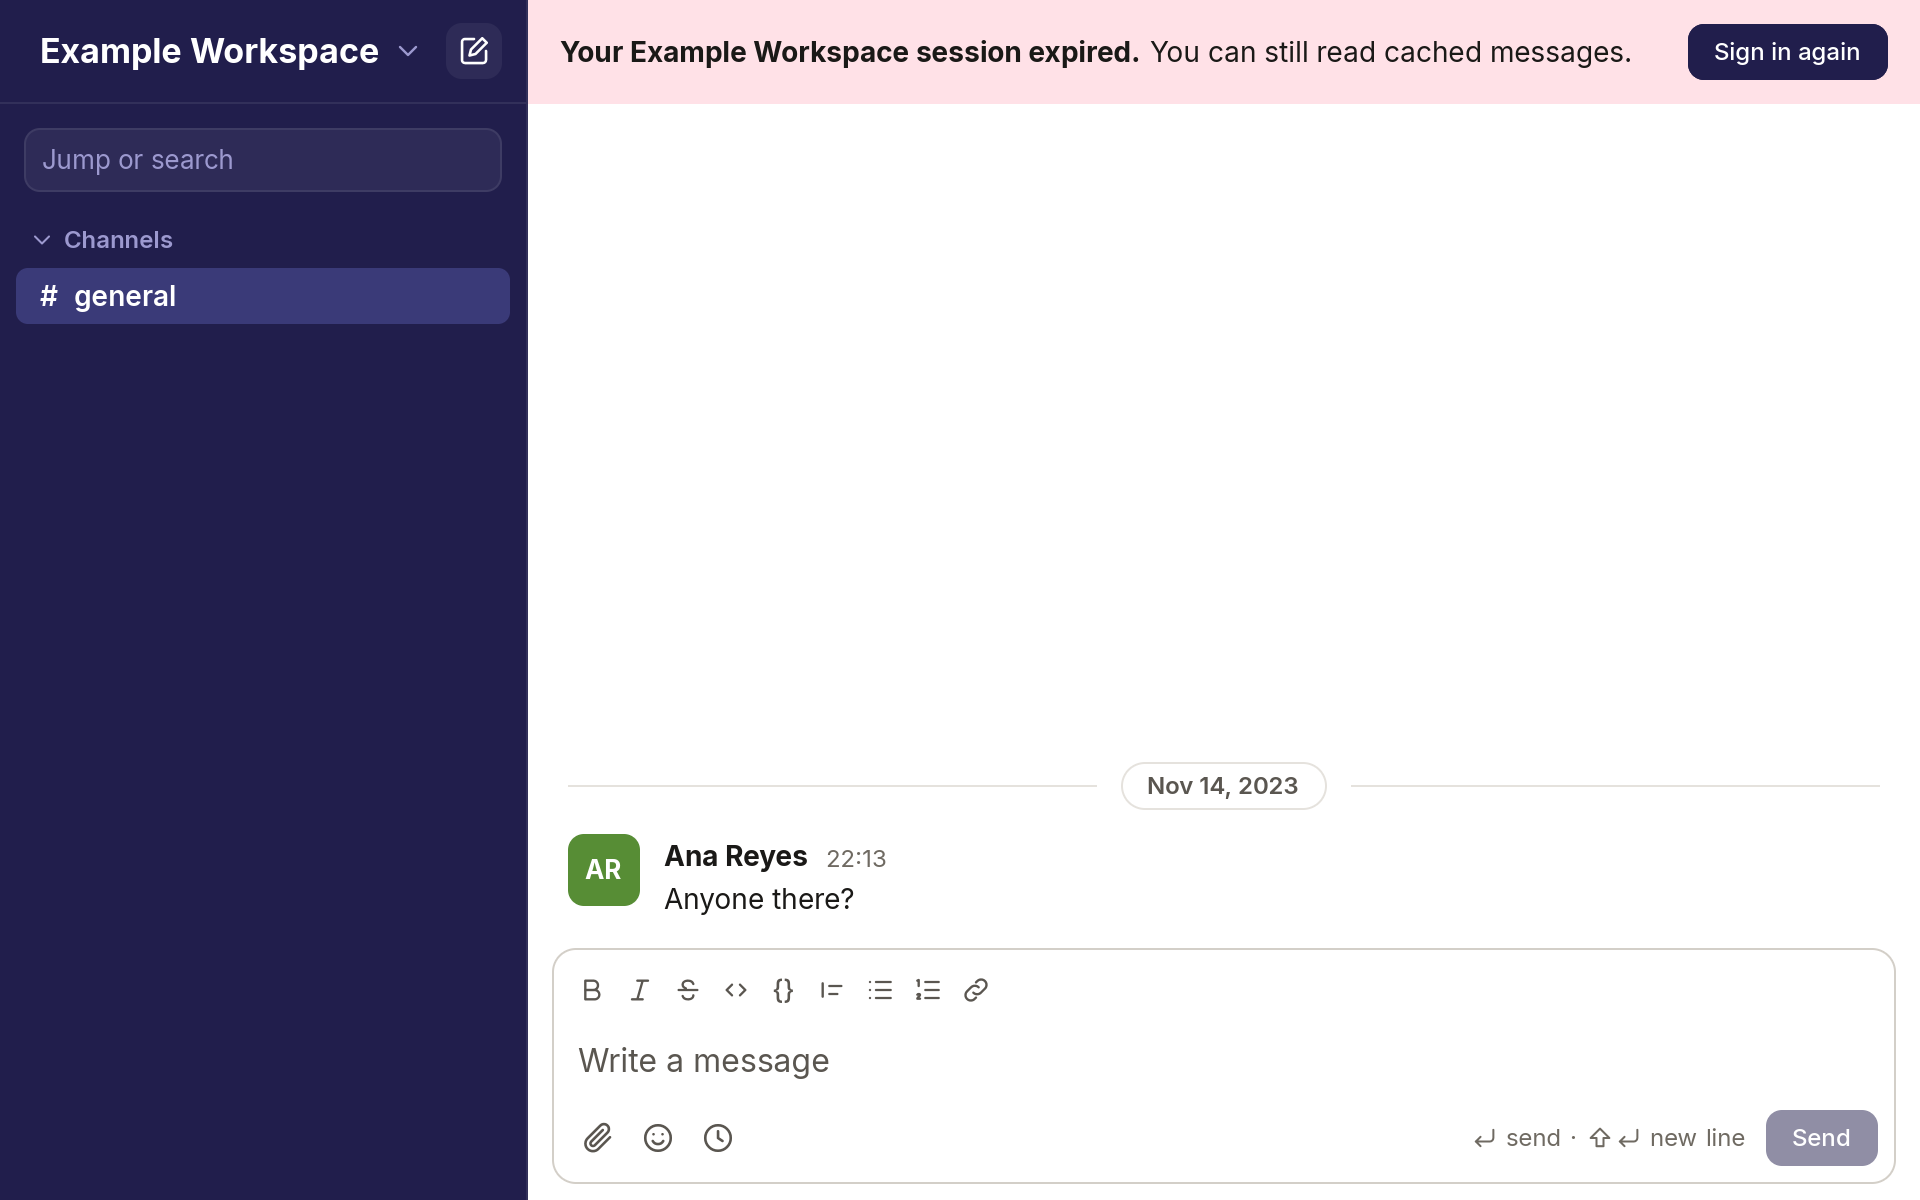 Example Workspace
Your Example Workspace session expired. You can still read cached messages.
Sign in again
Jump or search
Channels
# general
Nov 14, 2023
AR
Ana Reyes 22:13
Anyone there?
Write a message
send · new line
Send